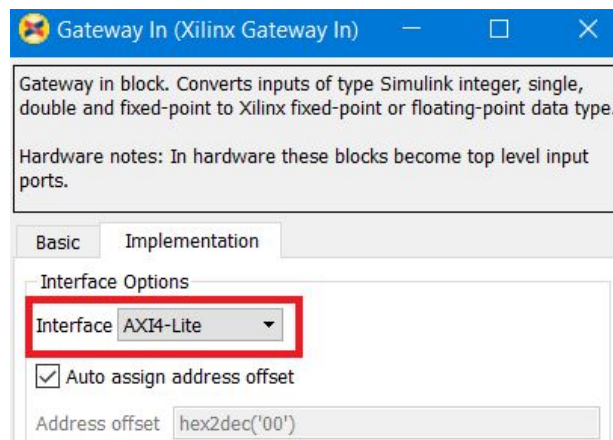 Gateway In (Xilinx Gateway In)
Gateway in block. Converts inputs of type Simulink integer, single,
double and fixed-point to Xilinx fixed-point or floating-point data type.
Hardware notes: In hardware these blocks become top level input
ports.
Basic Implementation
Interface Options
Interface AXI4-Lite
Auto assign address offset
Address offset hex2dec('00')